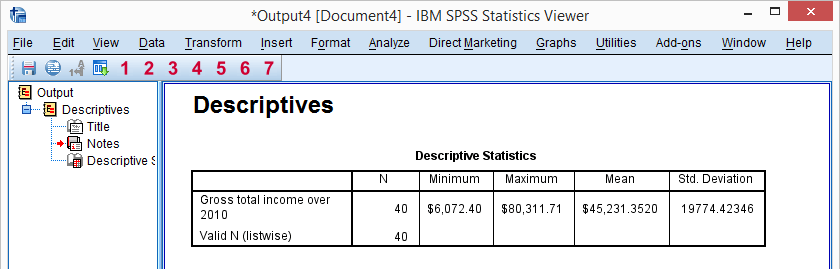 *Output4 [Document4] - IBM SPSS Statistics Viewer
File Edit View Data Transform Insert Format Analyze Direct Marketing Graphs Utilities Add-ons Window Help
1 2 3 4 5 6 7
Output
Descriptives
Title
Notes
Descriptive S
Descriptives
Descriptive Statistics
N Minimum Maximum Mean Std. Deviation
Gross total income over
2010 40 $6,072.40 $80,311.71 $45,231.3520 19774.42346
Valid N (listwise) 40